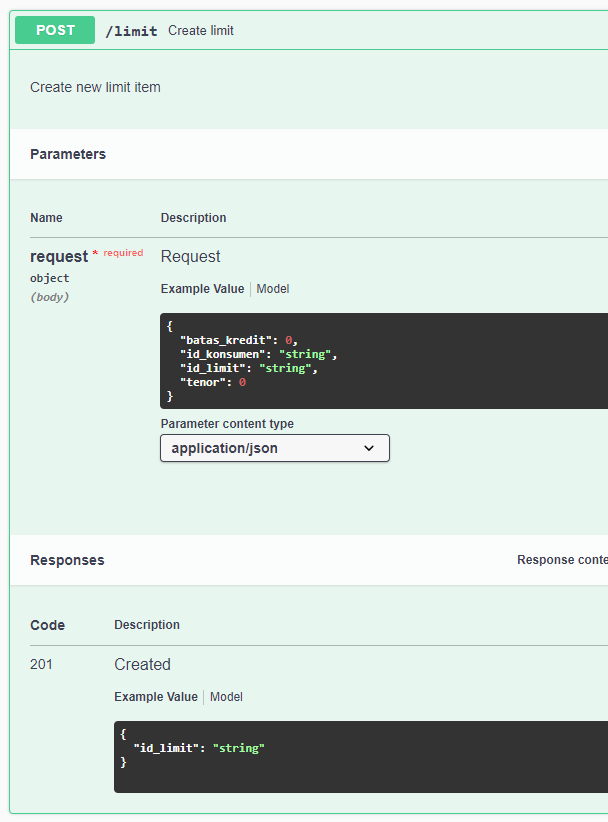 POST /limit Create limit
Create new limit item
Parameters
Name Description
request * required Request
object
(body)
Example Value Model
{
"batas_kredit": 0,
"id_konsumen": "string",
"id_limit": "string",
"tenor": 0
}
Parameter content type
application/json
Responses Response conte
Code Description
201 Created
Example Value Model
{
"id_limit": "string"
}